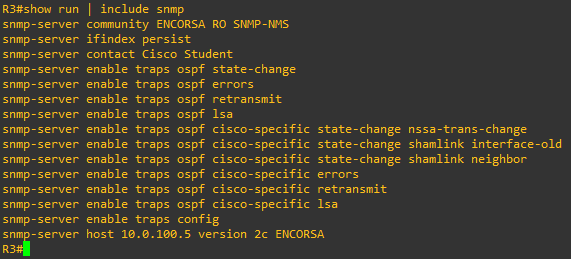 R3#show run | include snmp
snmp-server community ENCORSA RO SNMP-NMS
snmp-server ifindex persist
snmp-server contact Cisco Student
snmp-server enable traps ospf state-change
snmp-server enable traps ospf errors
snmp-server enable traps ospf retransmit
snmp-server enable traps ospf lsa
snmp-server enable traps ospf cisco-specific state-change nssa-trans-change
snmp-server enable traps ospf cisco-specific state-change shamlink interface-old
snmp-server enable traps ospf cisco-specific state-change shamlink neighbor
snmp-server enable traps ospf cisco-specific errors
snmp-server enable traps ospf cisco-specific retransmit
snmp-server enable traps ospf cisco-specific lsa
snmp-server enable traps config
snmp-server host 10.0.100.5 version 2c ENCORSA
R3#